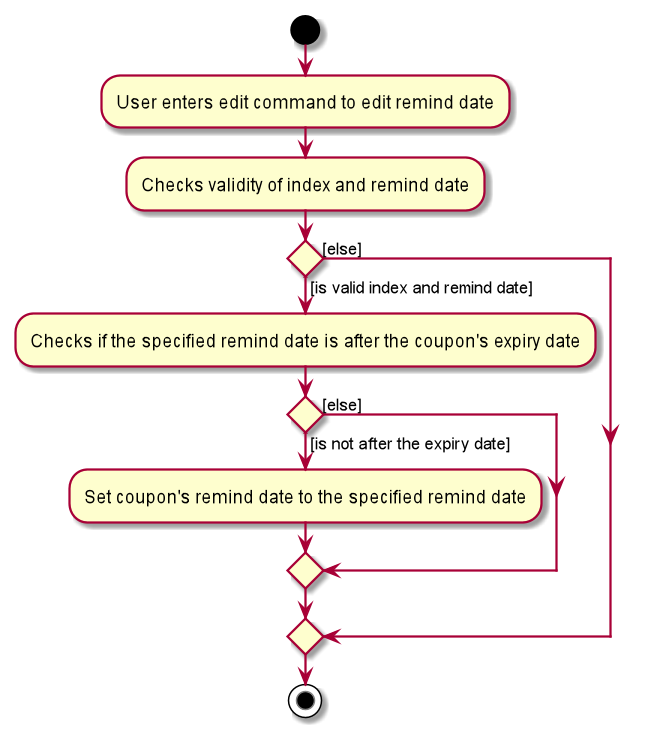 User enters edit command to edit remind date
Checks validity of index and remind date
[else]
[is valid index and remind date]
Checks if the specified remind date is after the coupon's expiry date
[else]
[is not after the expiry date]
Set coupon's remind date to the specified remind date